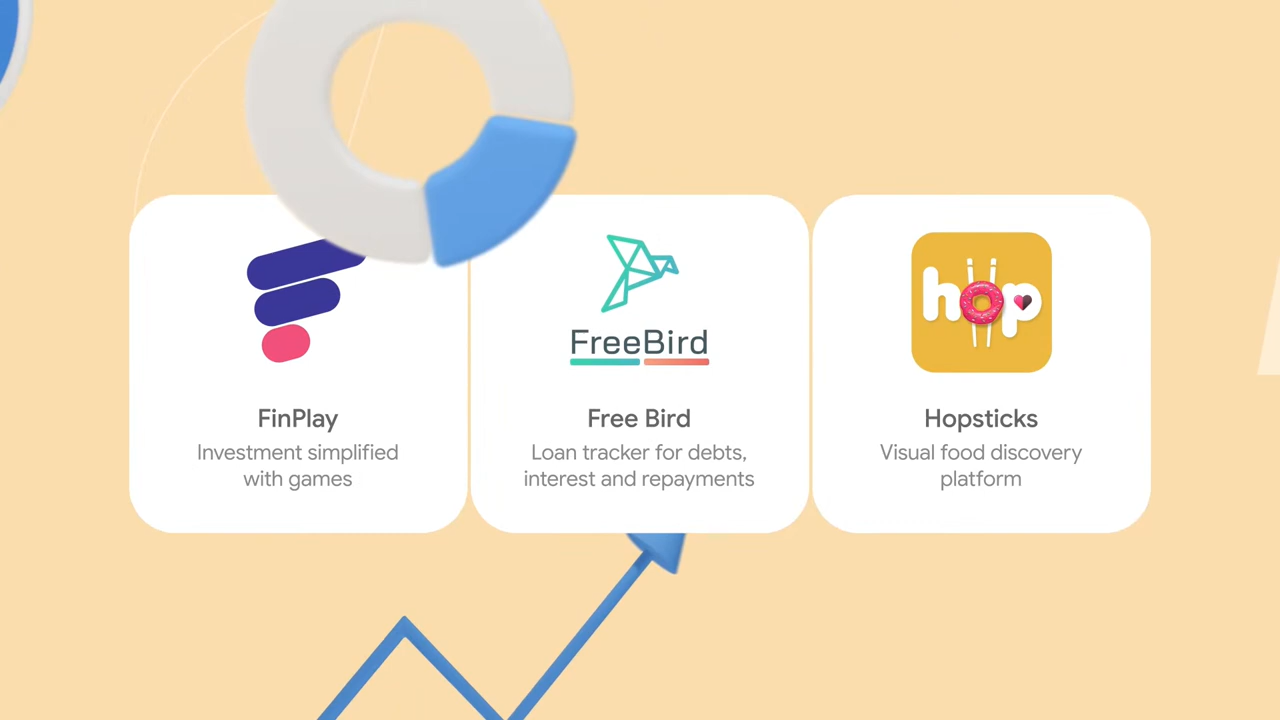 FinPlay
Investment simplified
with games
FreeBird
Free Bird
Loan tracker for debts,
interest and repayments
hop
Hopsticks
Visual food discovery
platform